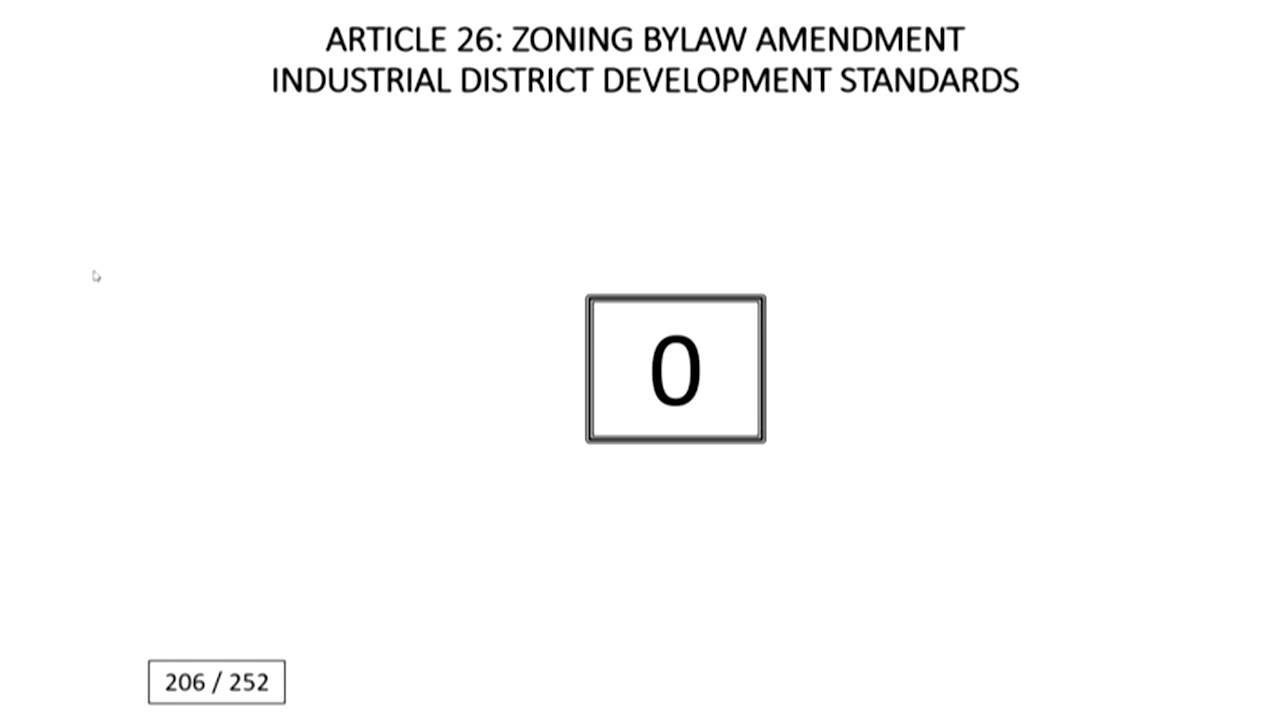 ARTICLE 26: ZONING BYLAW AMENDMENT
INDUSTRIAL DISTRICT DEVELOPMENT STANDARDS
0
206 / 252